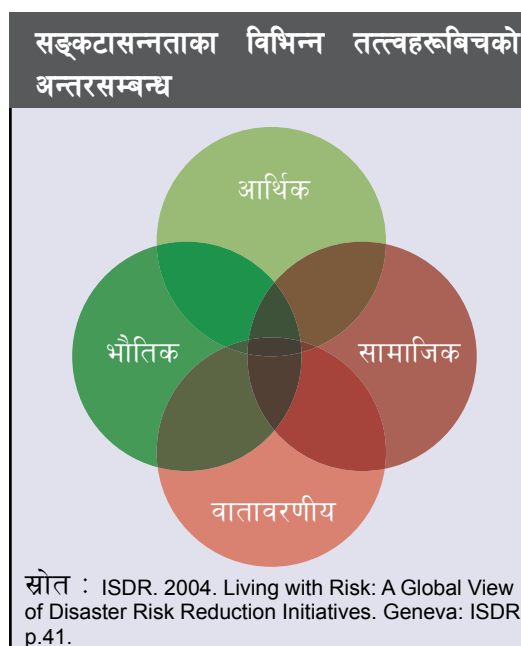 सङ्कटासन्नताका विभिन्न तत्त्वहरूबिचको
अन्तरसम्बन्ध
आर्थिक
भौतिक
सामाजिक
वातावरणीय
स्रोत : ISDR. 2004. Living with Risk: A Global View
of Disaster Risk Reduction Initiatives. Geneva: ISDR
p.41.